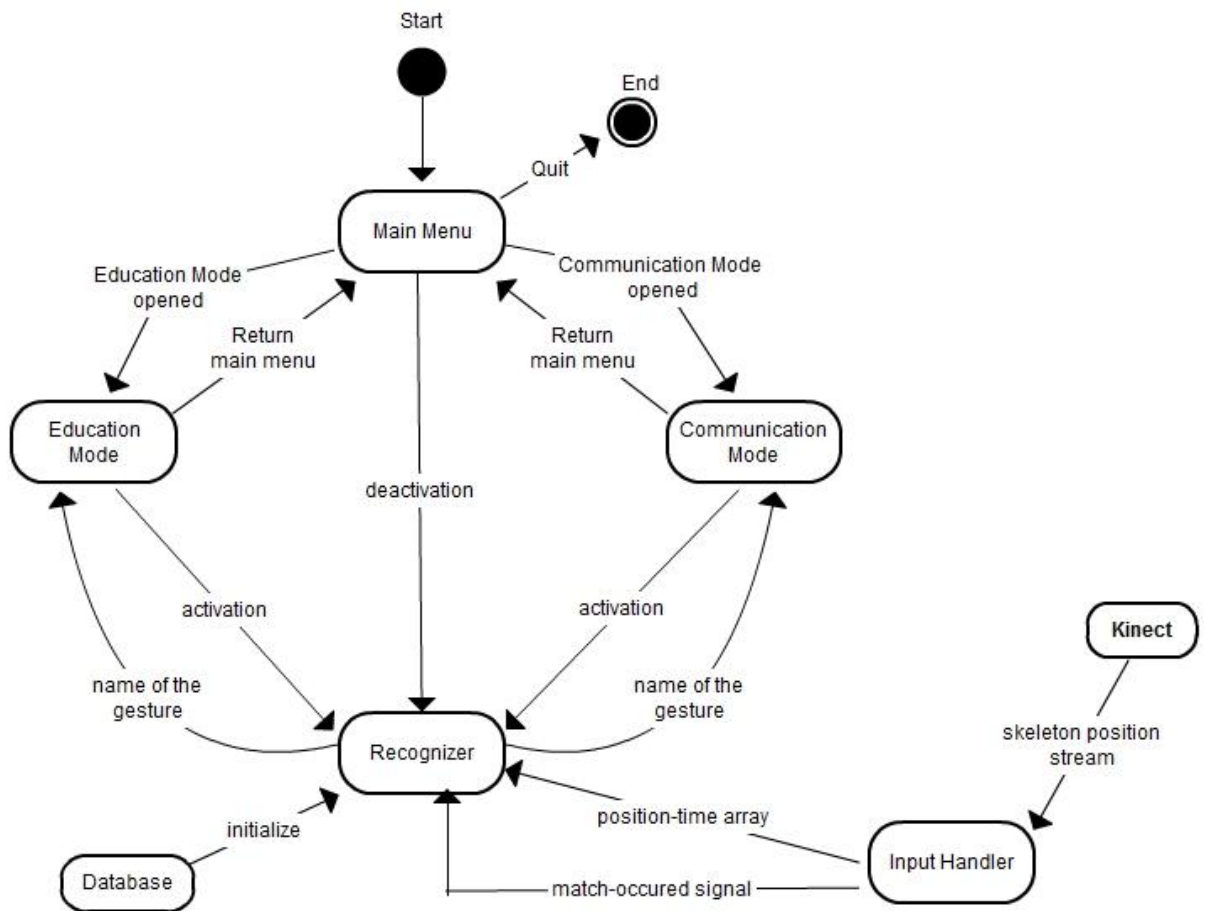 Start
End
Quit
Main Menu
Education Mode
opened
Communication Mode
opened
Return
main menu
Return
main menu
Education
Mode
Communication
Mode
deactivation
activation
activation
Kinect
name of the
gesture
name of the
gesture
skeleton position
stream
Recognizer
position-time array
initialize
Input Handler
Database
match-occured signal